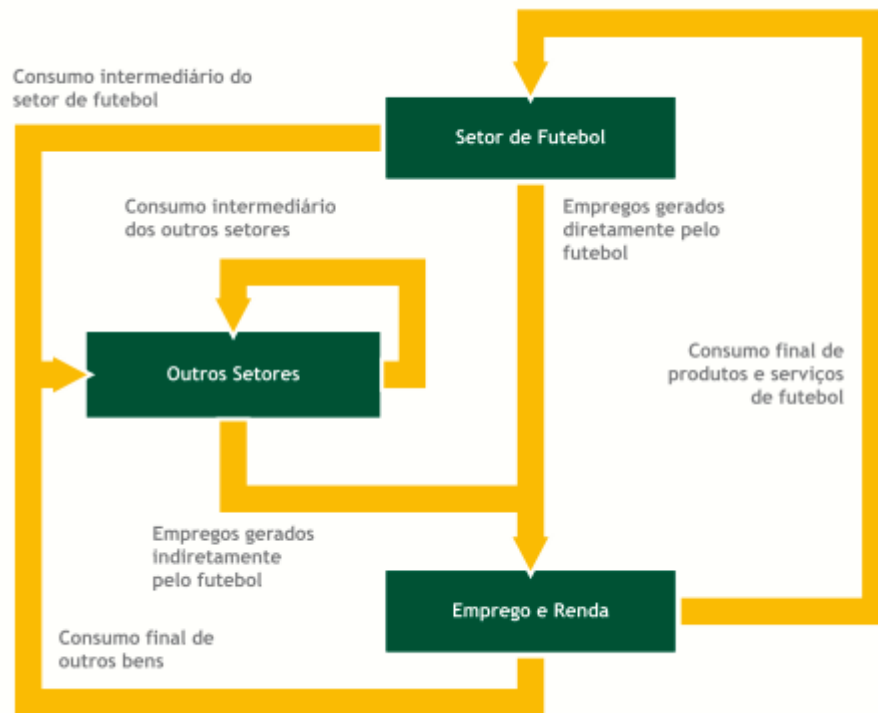 Consumo intermediário do
setor de futebol
Setor de Futebol
Consumo intermediário
dos outros setores
Empregos gerados
diretamente pelo
futebol
Outros Setores
Consumo final de
produtos e serviços
de futebol
Empregos gerados
indiretamente
pelo futebol
Emprego e Renda
Consumo final de
outros bens